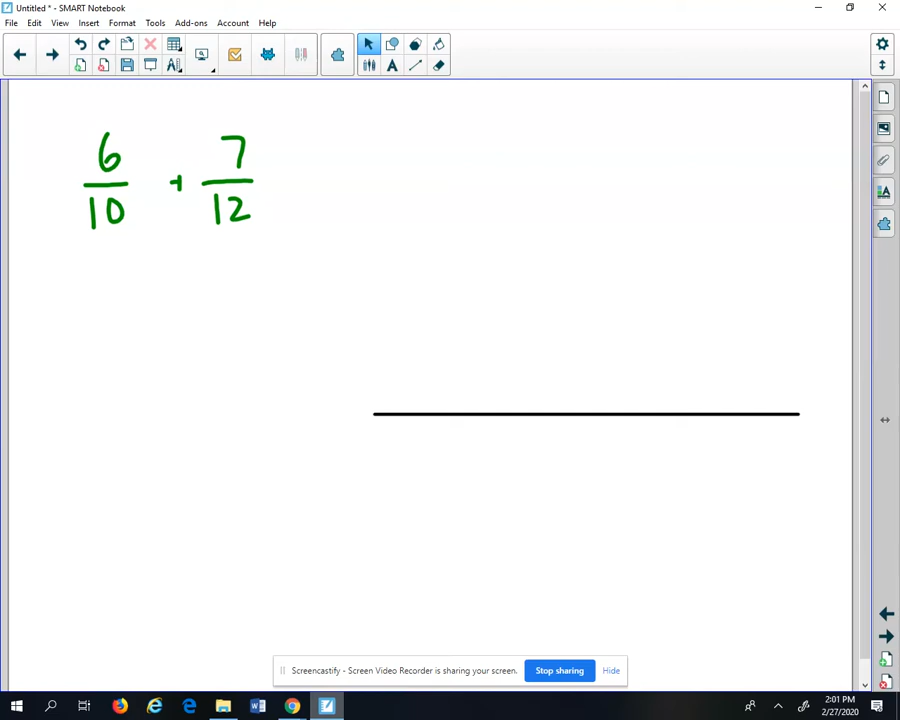 Untitled * - SMART Notebook
File Edit View Insert Format Tools Add-ons Account Help
6 7
+
10 12
Screencastify - Screen Video Recorder is sharing your screen. Stop sharing Hide
2:01 PM
2/27/2020